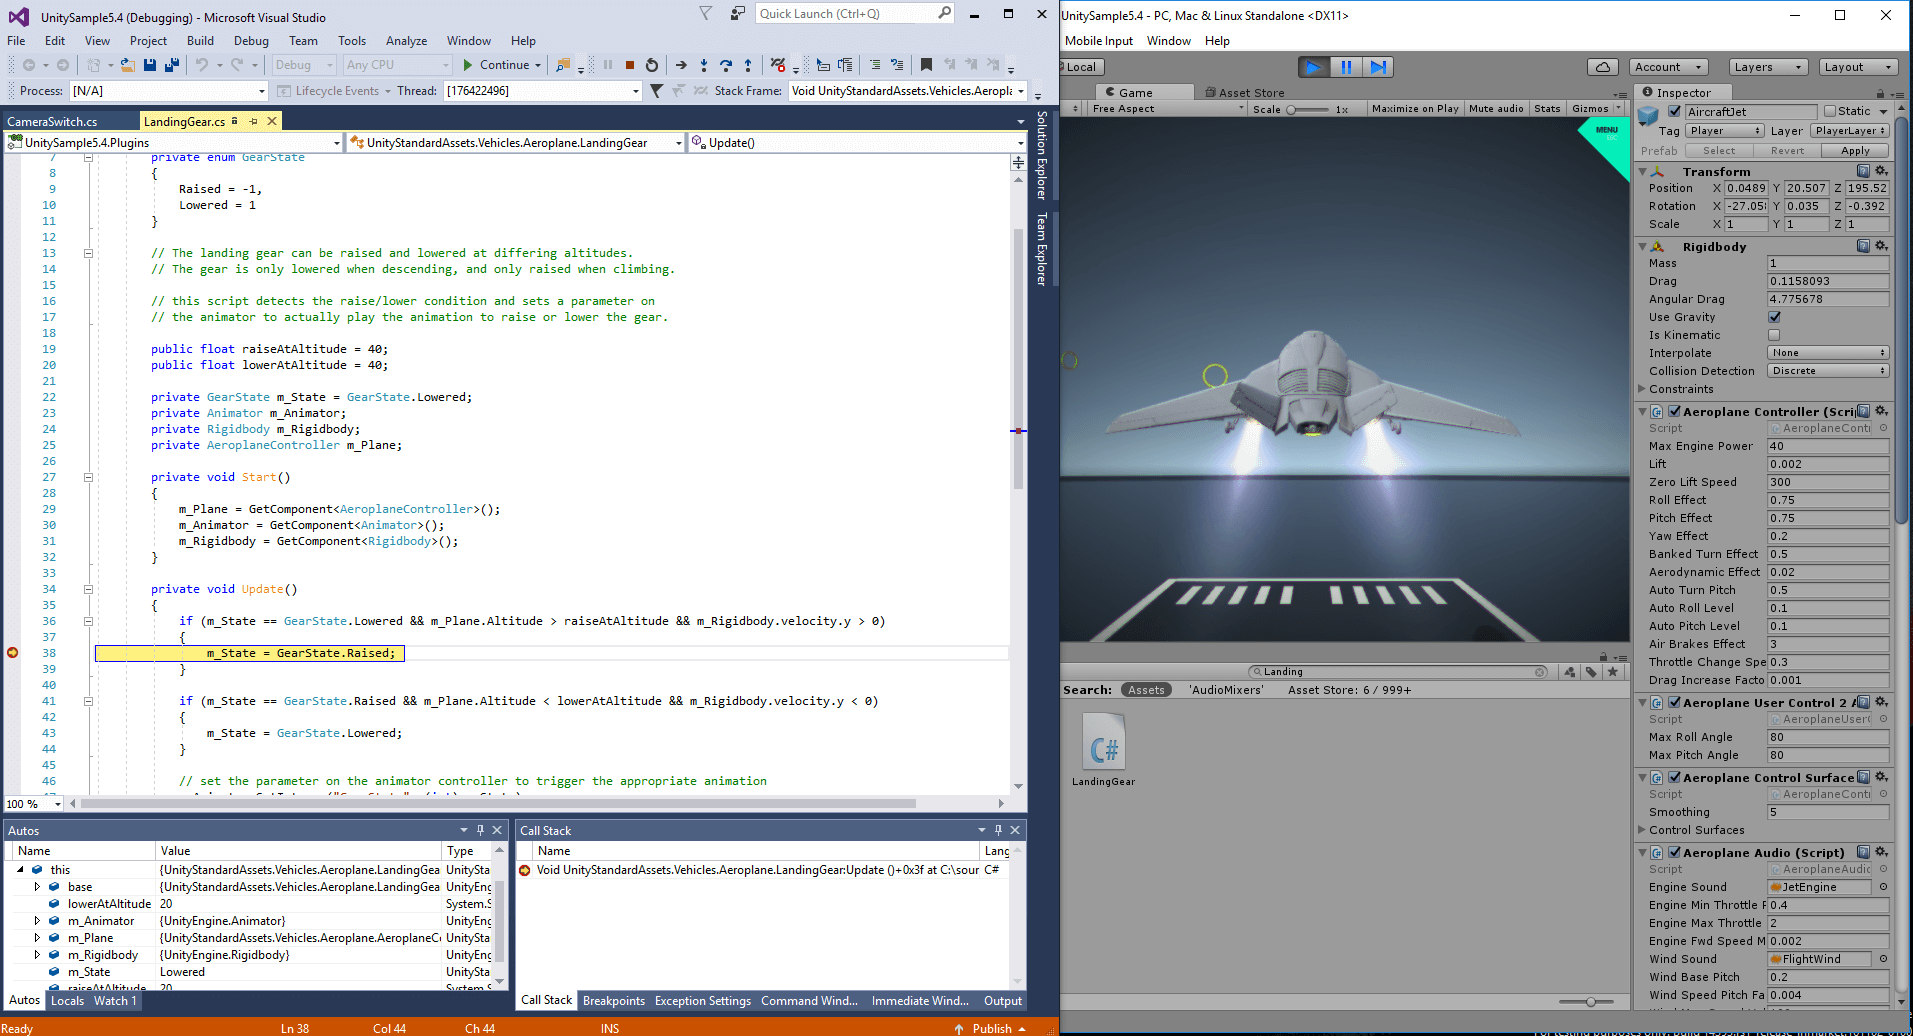 UnitySample5.4 (Debugging) - Microsoft Visual Studio
Quick Launch (Ctrl+Q)
File Edit View Project Build Debug Team Tools Analyze Window Help
Debug Any CPU Continue
Process: [N/A] Lifecycle Events Thread: [176422496] Stack Frame: Void UnityStandardAssets.Vehicles.Aeropla
CameraSwitch.cs LandingGear.cs
UnitySample5.4.Plugins UnityStandardAssets.Vehicles.Aeroplane.LandingGear Update()
Solution Explorer
Team Explorer
7 private enum GearState
8 {
9 Raised = -1,
10 Lowered = 1
11 }
12
13 // The landing gear can be raised and lowered at differing altitudes.
14 // The gear is only lowered when descending, and only raised when climbing.
15
16 // this script detects the raise/lower condition and sets a parameter on
17 // the animator to actually play the animation to raise or lower the gear.
18
19 public float raiseAtAltitude = 40;
20 public float lowerAtAltitude = 40;
21
22 private GearState m_State = GearState.Lowered;
23 private Animator m_Animator;
24 private Rigidbody m_Rigidbody;
25 private AeroplaneController m_Plane;
26
27 private void Start()
28 {
29 m_Plane = GetComponent<AeroplaneController>();
30 m_Animator = GetComponent<Animator>();
31 m_Rigidbody = GetComponent<Rigidbody>();
32 }
33
34 private void Update()
35 {
36 if (m_State == GearState.Lowered && m_Plane.Altitude > raiseAtAltitude && m_Rigidbody.velocity.y > 0)
37 {
38 m_State = GearState.Raised;
39 }
40
41 if (m_State == GearState.Raised && m_Plane.Altitude < lowerAtAltitude && m_Rigidbody.velocity.y < 0)
42 {
43 m_State = GearState.Lowered;
44 }
45
46 // set the parameter on the animator controller to trigger the appropriate animation
100 %
Autos
Name Value Type
this {UnityStandardAssets.Vehicles.Aeroplane.LandingGea UnitySta
base {UnityStandardAssets.Vehicles.Aeroplane.LandingGea UnityEng
lowerAtAltitude 20 System.S
m_Animator {UnityEngine.Animator} UnityEng
m_Plane {UnityStandardAssets.Vehicles.Aeroplane.AeroplaneCo UnitySta
m_Rigidbody {UnityEngine.Rigidbody} UnityEng
m_State Lowered UnitySta
raiseAtAltitude 20 System.S
Autos Locals Watch 1
Call Stack
Name Lang
Void UnityStandardAssets.Vehicles.Aeroplane.LandingGear:Update ()+0x3f at C:\sour C#
Call Stack Breakpoints Exception Settings Command Wind... Immediate Wind... Output
Ready Ln 38 Col 44 Ch 44 INS Publish
UnitySample5.4 - PC, Mac & Linux Standalone <DX11>
Mobile Input Window Help
Local Account Layers Layout
Game Asset Store
Free Aspect Scale 1x Maximize on Play Mute audio Stats Gizmos
MENU
Landing
Search: Assets 'AudioMixers' Asset Store: 6 / 999+
C#
LandingGear
Inspector
AircraftJet Static
Tag Player Layer PlayerLayer
Prefab Select Revert Apply
Transform
Position X 0.0489 Y 20.507 Z 195.52
Rotation X -27.05 Y 0.035 Z -0.392
Scale X 1 Y 1 Z 1
Rigidbody
Mass 1
Drag 0.1158093
Angular Drag 4.775678
Use Gravity
Is Kinematic
Interpolate None
Collision Detection Discrete
Constraints
Aeroplane Controller (Scri
Script AeroplaneContr
Max Engine Power 40
Lift 0.002
Zero Lift Speed 300
Roll Effect 0.75
Pitch Effect 0.75
Yaw Effect 0.2
Banked Turn Effect 0.5
Aerodynamic Effect 0.02
Auto Turn Pitch 0.5
Auto Roll Level 0.1
Auto Pitch Level 0.1
Air Brakes Effect 3
Throttle Change Spe 0.3
Drag Increase Facto 0.001
Aeroplane User Control 2 A
Script AeroplaneUser
Max Roll Angle 80
Max Pitch Angle 80
Aeroplane Control Surface
Script AeroplaneContr
Smoothing 5
Control Surfaces
Aeroplane Audio (Script)
Script AeroplaneAudio
Engine Sound JetEngine
Engine Min Throttle P 0.4
Engine Max Throttle 2
Engine Fwd Speed M 0.002
Wind Sound FlightWind
Wind Base Pitch 0.2
Wind Speed Pitch Fa 0.004